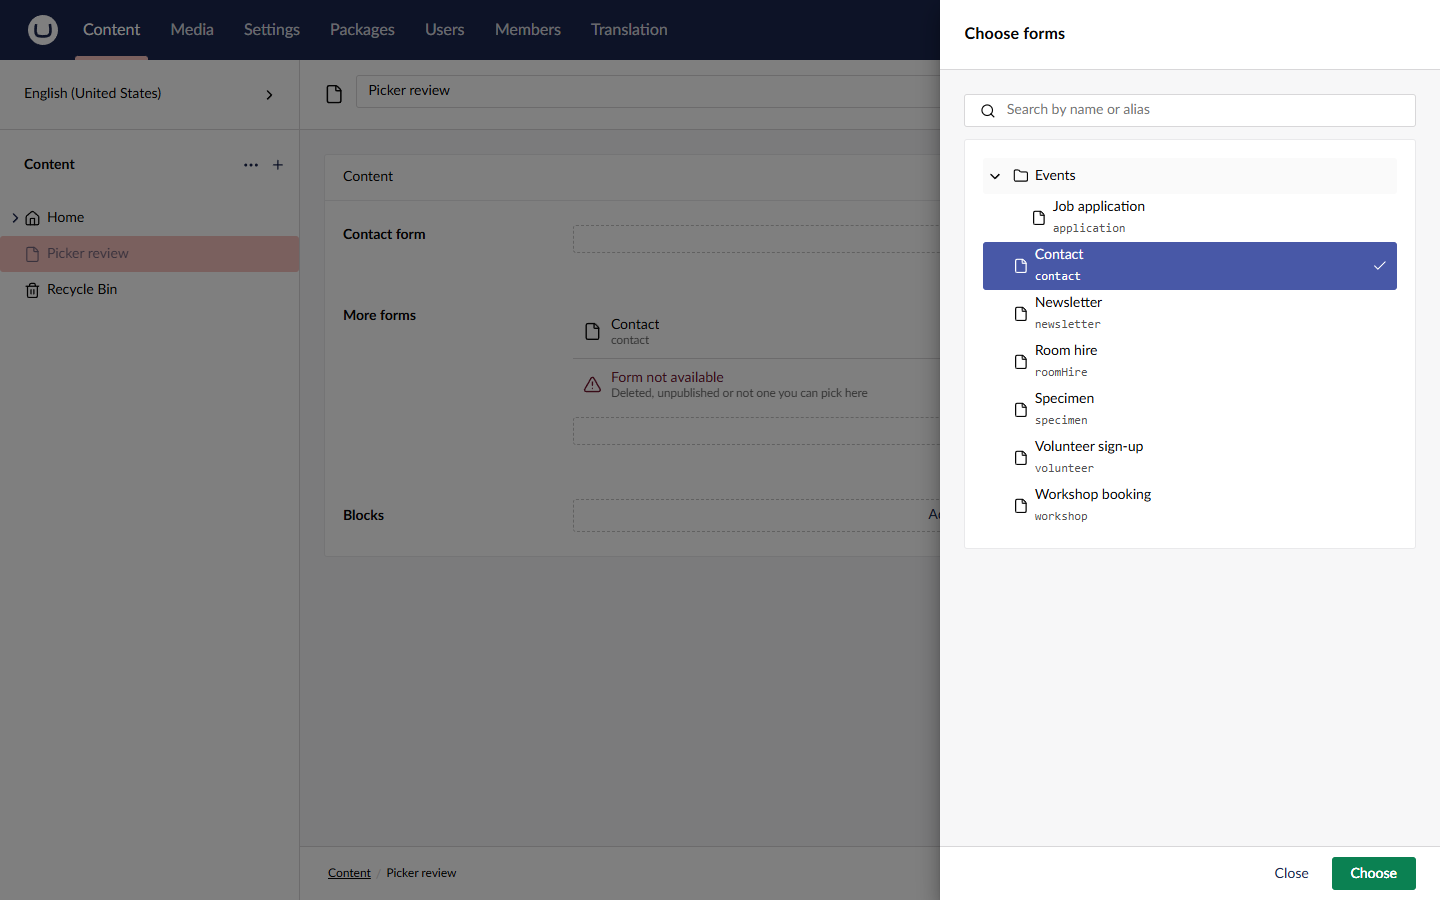 Content
Media
Settings
Packages
Users
Members
Translation
English (United States)
Content
Home
Picker review
Recycle Bin
Picker review
Content
Contact form
More forms
Contact
contact
Form not available
Deleted, unpublished or not one you can pick here
Blocks
Content / Picker review
Choose forms
Search by name or alias
Events
Job application
application
Contact
contact
Newsletter
newsletter
Room hire
roomHire
Specimen
specimen
Volunteer sign-up
volunteer
Workshop booking
workshop
Close
Choose